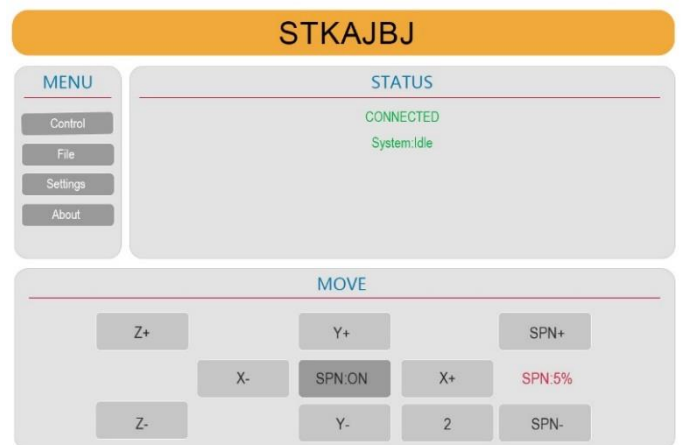 STKAJBJ
MENU
Control
File
Settings
About
STATUS
CONNECTED
System:Idle
MOVE
Z+ Y+ SPN+
X- SPN:ON X+ SPN:5%
Z- Y- 2 SPN-